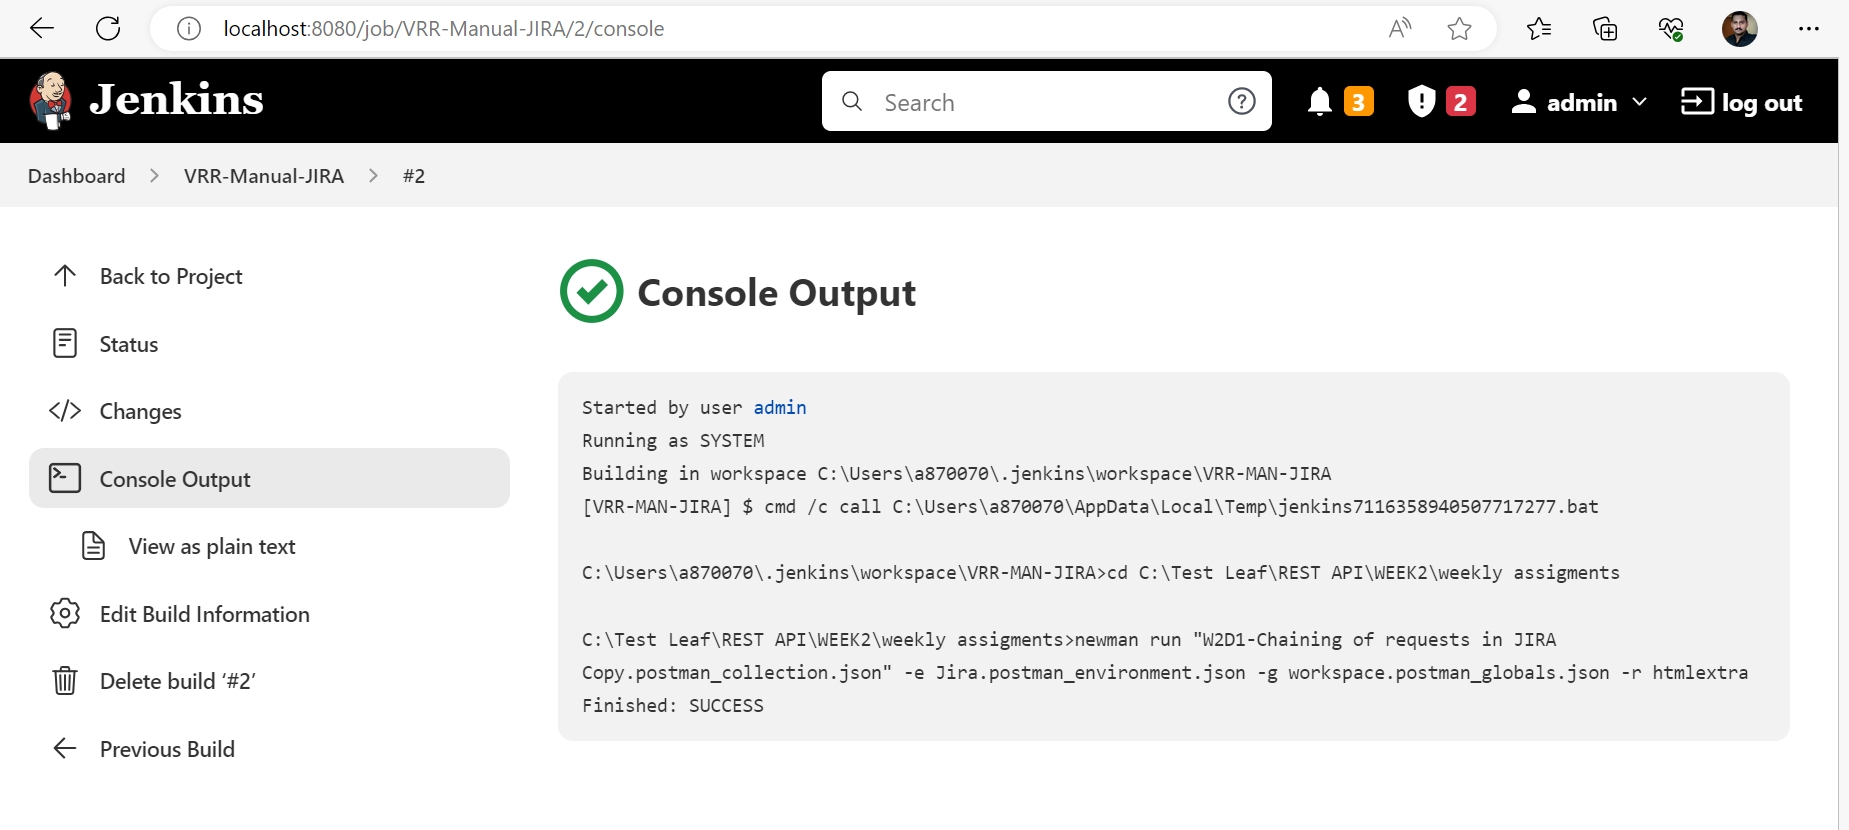 localhost:8080/job/VRR-Manual-JIRA/2/console
Jenkins
Search
3
2
admin
log out
Dashboard > VRR-Manual-JIRA > #2
Back to Project
Status
Changes
Console Output
View as plain text
Edit Build Information
Delete build ‘#2’
Previous Build
Console Output
Started by user admin
Running as SYSTEM
Building in workspace C:\Users\a870070\.jenkins\workspace\VRR-MAN-JIRA
[VRR-MAN-JIRA] $ cmd /c call C:\Users\a870070\AppData\Local\Temp\jenkins7116358940507717277.bat
C:\Users\a870070\.jenkins\workspace\VRR-MAN-JIRA>cd C:\Test Leaf\REST API\WEEK2\weekly assigments
C:\Test Leaf\REST API\WEEK2\weekly assigments>newman run "W2D1-Chaining of requests in JIRA
Copy.postman_collection.json" -e Jira.postman_environment.json -g workspace.postman_globals.json -r htmlextra
Finished: SUCCESS